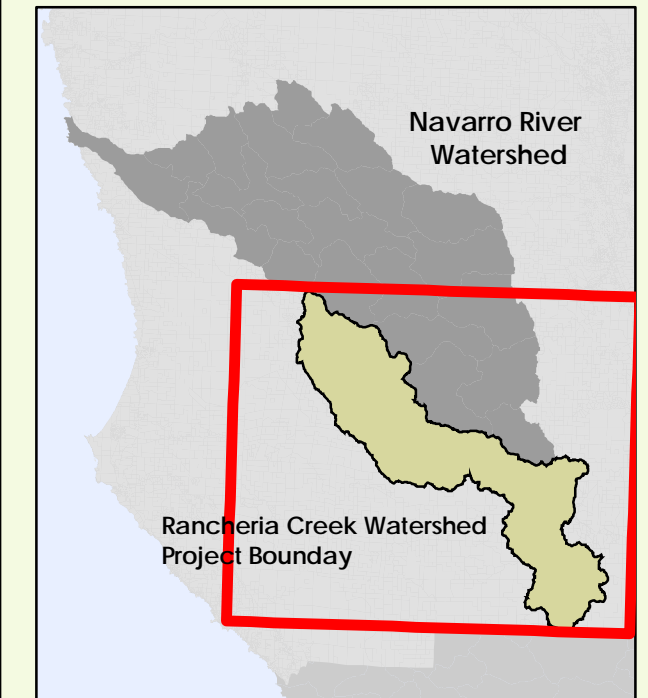 Navarro River
Watershed
Rancheria Creek Watershed
Project Bounday